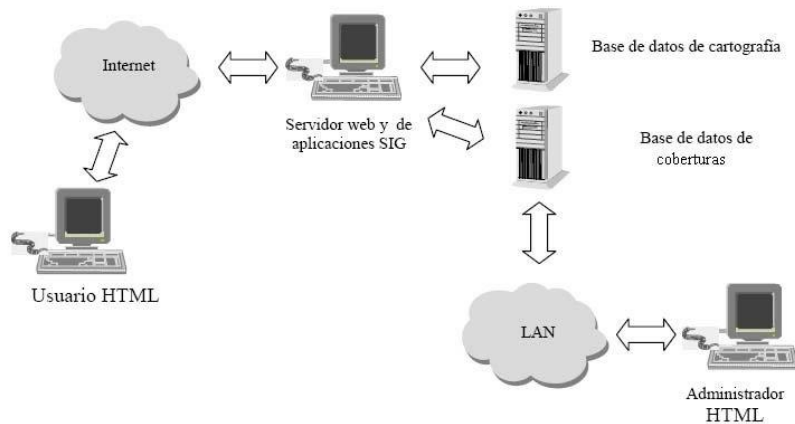 Internet
Servidor web y de
aplicaciones SIG
Base de datos de cartografía
Base de datos de
coberturas
Usuario HTML
LAN
Administrador
HTML